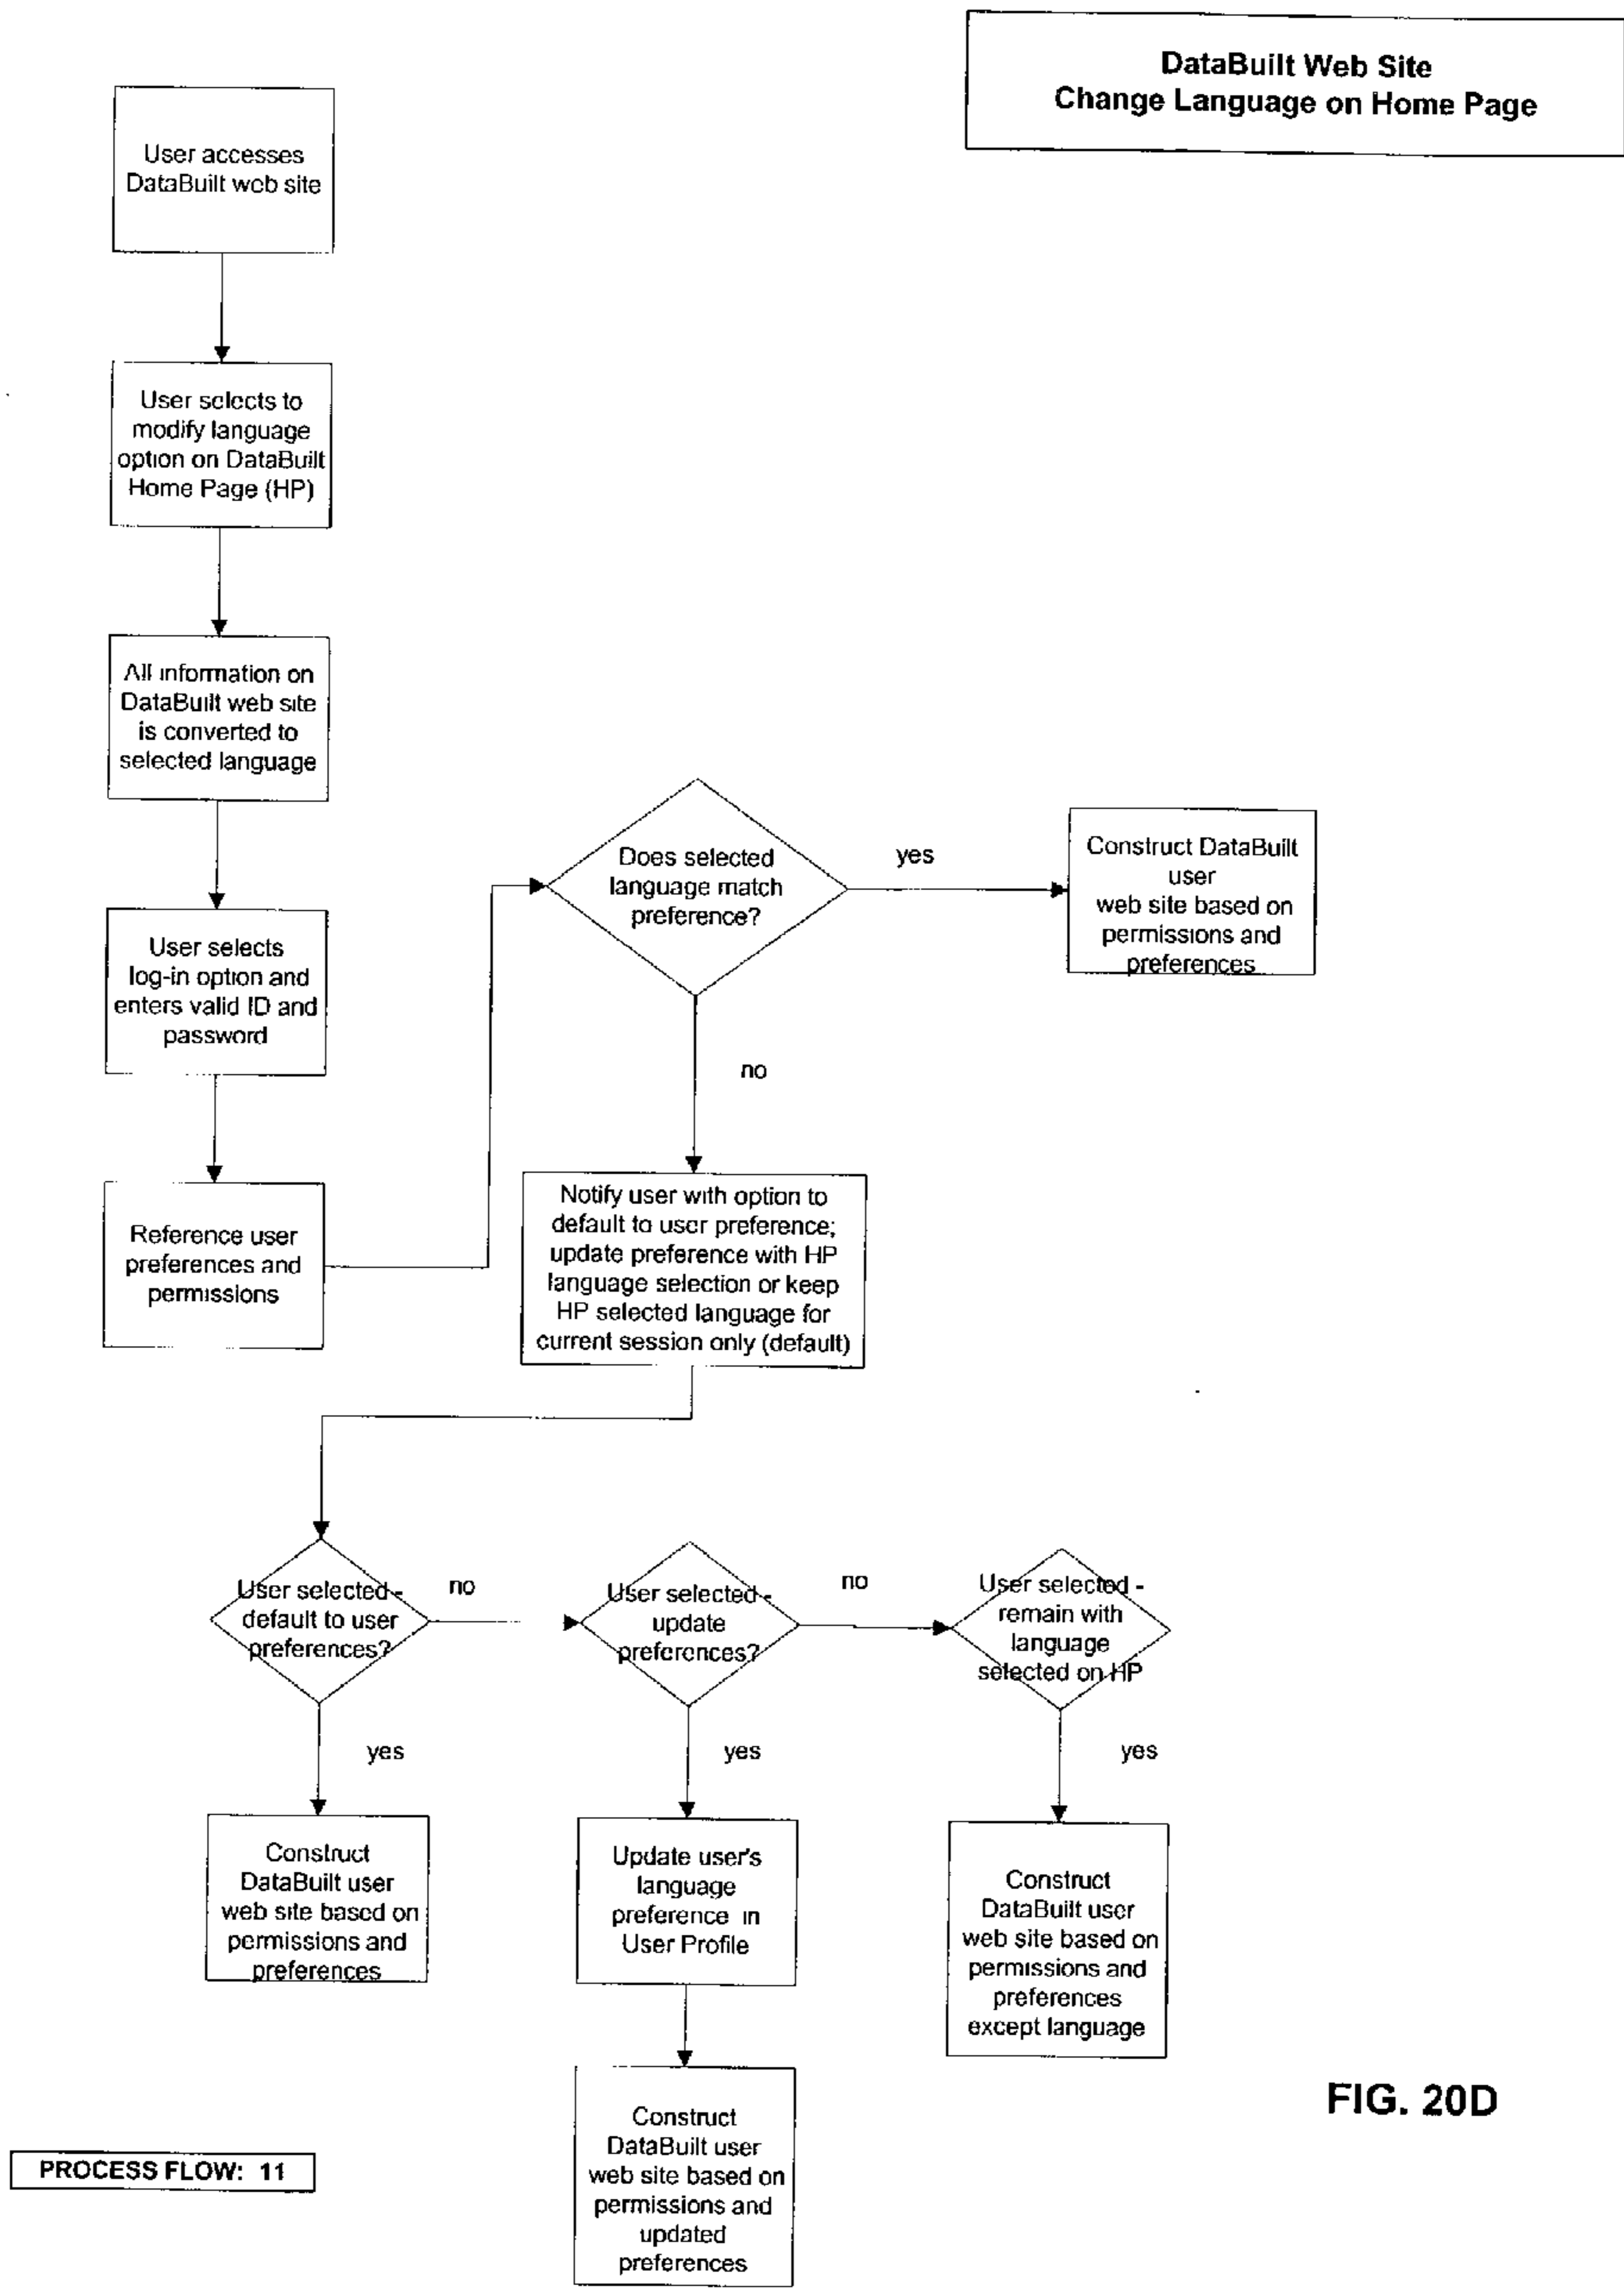 DataBuilt Web Site
Change Language on Home Page
User accesses
DataBuilt web site
User selects to
modify language
option on DataBuilt
Home Page (HP)
All information on
DataBuilt web site
is converted to
selected language
User selects
log-in option and
enters valid ID and
password
Reference user
preferences and
permissions
Does selected
language match
preference?
yes
Construct DataBuilt
user
web site based on
permissions and
preferences
no
Notify user with option to
default to user preference;
update preference with HP
language selection or keep
HP selected language for
current session only (default)
User selected -
default to user
preferences?
no
User selected -
update
preferences?
no
User selected -
remain with
language
selected on HP
yes
yes
yes
Construct
DataBuilt user
web site based on
permissions and
preferences
Update user's
language
preference in
User Profile
Construct
DataBuilt user
web site based on
permissions and
preferences
except language
Construct
DataBuilt user
web site based on
permissions and
updated
preferences
FIG. 20D
PROCESS FLOW: 11